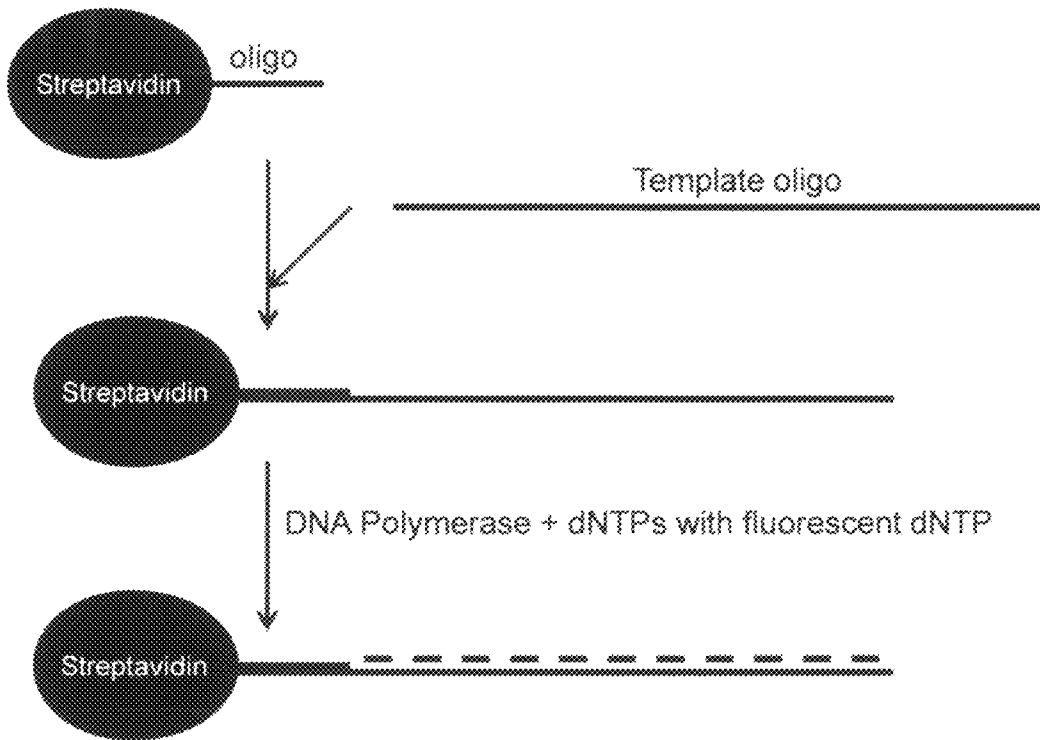 oligo
Streptavidin
Template oligo
Streptavidin
DNA Polymerase + dNTPs with fluorescent dNTP
Streptavidin